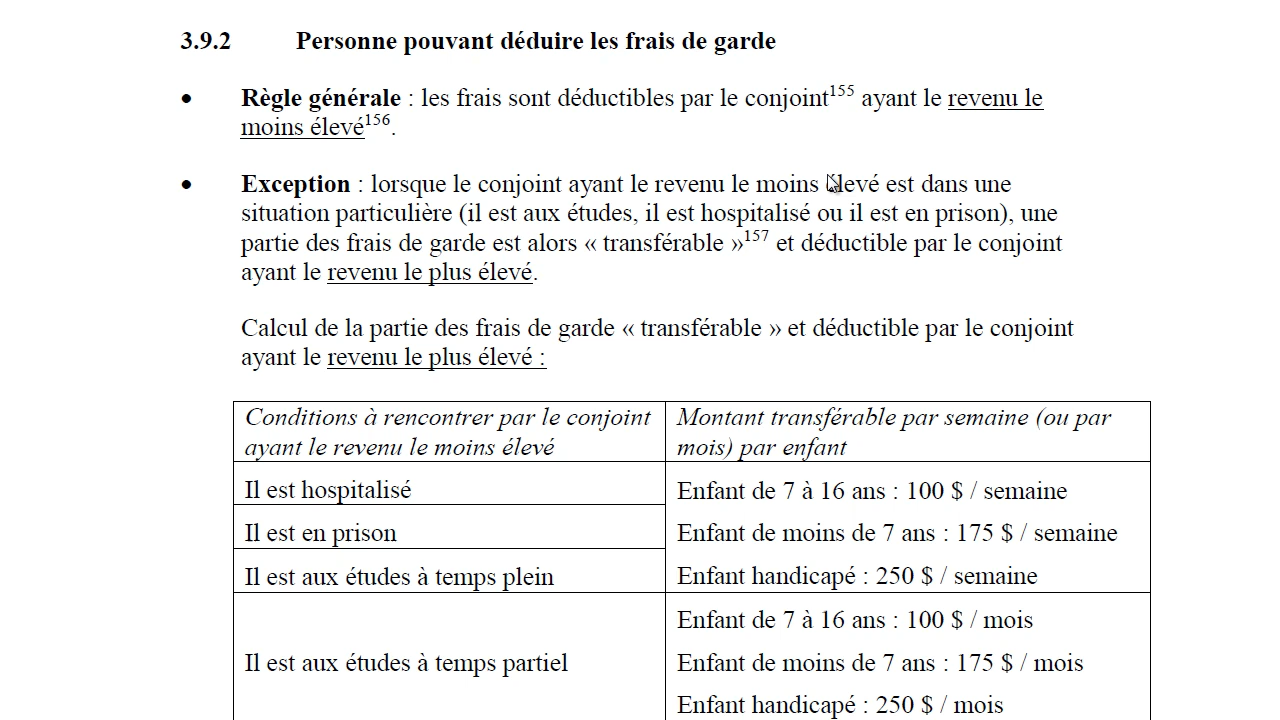 3.9.2 Personne pouvant déduire les frais de garde
• Règle générale : les frais sont déductibles par le conjoint155 ayant le revenu le
moins élevé156.
• Exception : lorsque le conjoint ayant le revenu le moins élevé est dans une
situation particulière (il est aux études, il est hospitalisé ou il est en prison), une
partie des frais de garde est alors « transférable »157 et déductible par le conjoint
ayant le revenu le plus élevé.
Calcul de la partie des frais de garde « transférable » et déductible par le conjoint
ayant le revenu le plus élevé :
Conditions à rencontrer par le conjoint
ayant le revenu le moins élevé
Montant transférable par semaine (ou par
mois) par enfant
Il est hospitalisé
Il est en prison
Il est aux études à temps plein
Enfant de 7 à 16 ans : 100 $ / semaine
Enfant de moins de 7 ans : 175 $ / semaine
Enfant handicapé : 250 $ / semaine
Il est aux études à temps partiel
Enfant de 7 à 16 ans : 100 $ / mois
Enfant de moins de 7 ans : 175 $ / mois
Enfant handicapé : 250 $ / mois